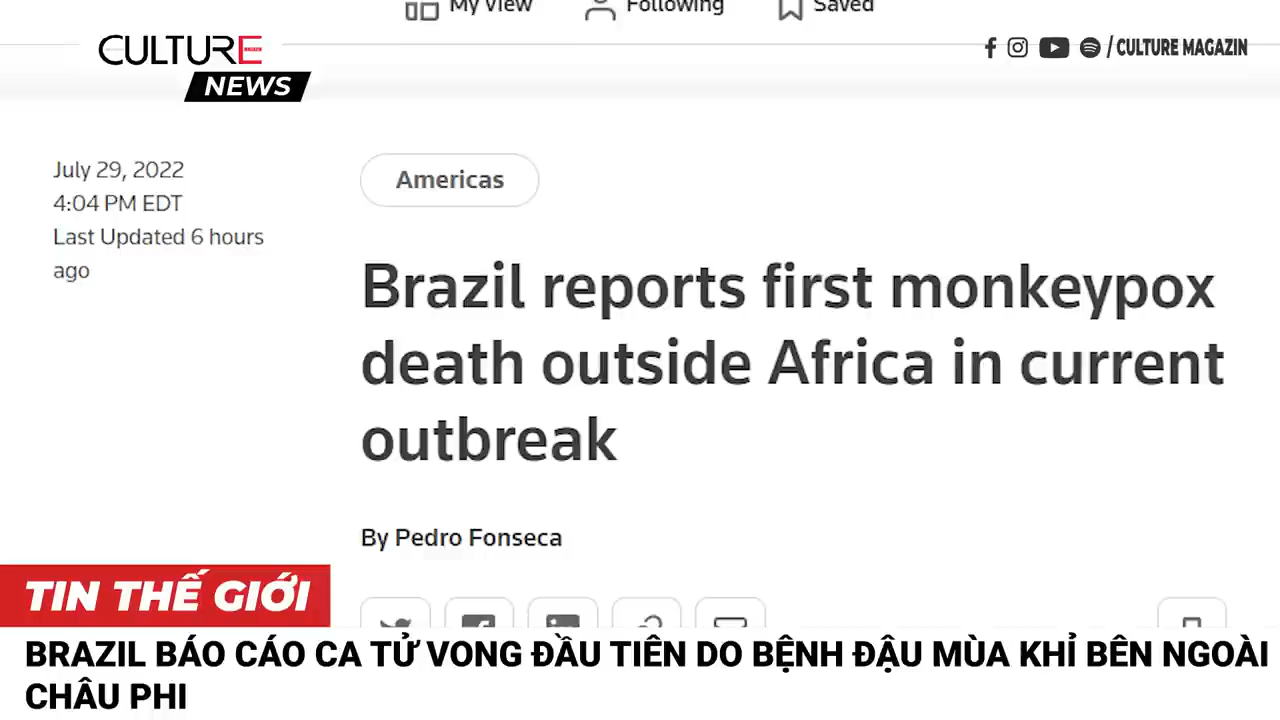 My View Following Saved
CULTURE
NEWS
/ CULTURE MAGAZIN
July 29, 2022
4:04 PM EDT
Last Updated 6 hours
ago
Americas
Brazil reports first monkeypox
death outside Africa in current
outbreak
By Pedro Fonseca
TIN THẾ GIỚI
BRAZIL BÁO CÁO CA TỬ VONG ĐẦU TIÊN DO BỆNH ĐẬU MÙA KHỈ BÊN NGOÀI
CHÂU PHI